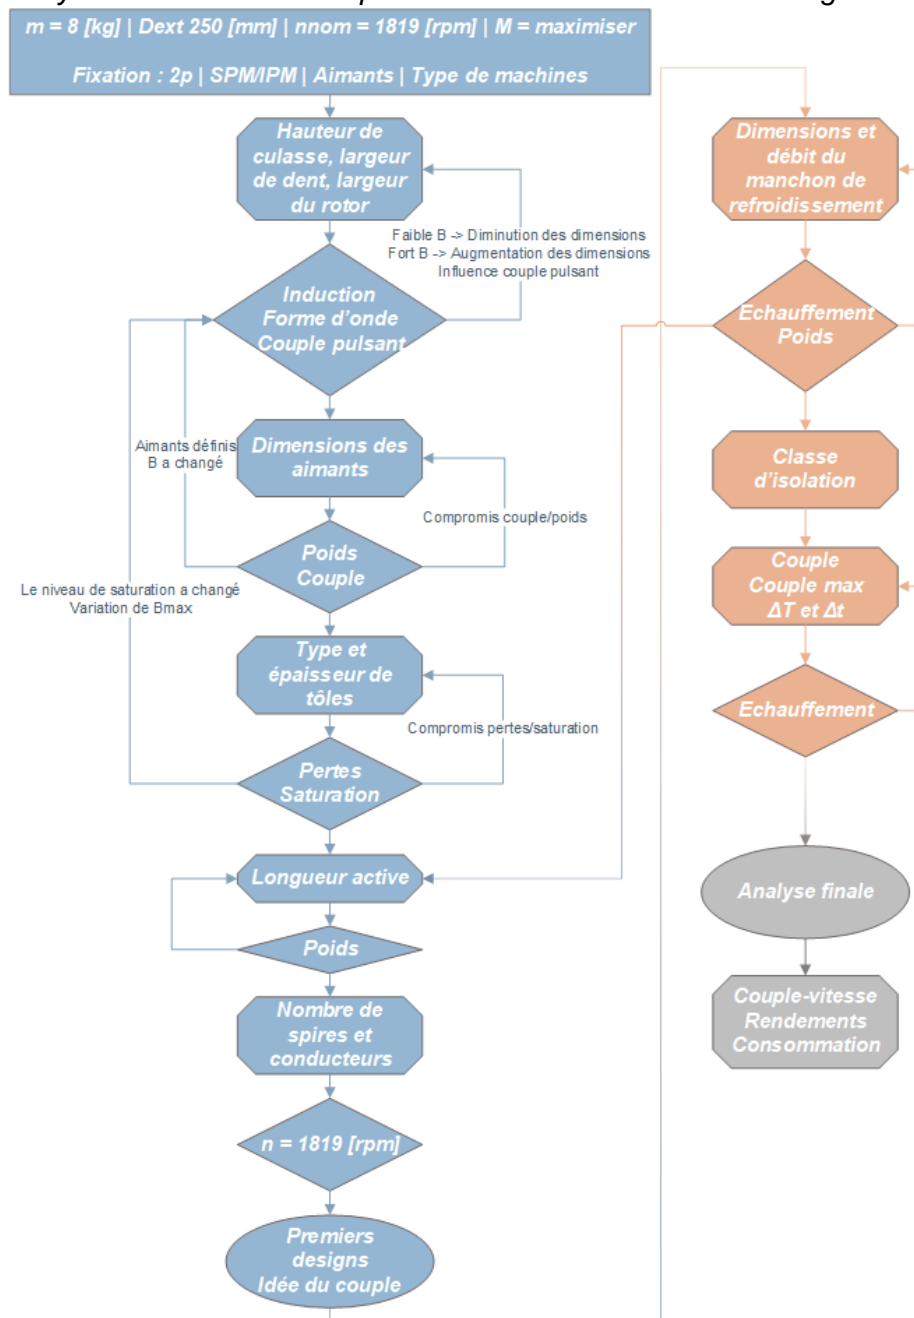 m = 8 [kg] | Dext 250 [mm] | nnom = 1819 [rpm] | M = maximiser
Fixation : 2p | SPM/IPM | Aimants | Type de machines
Hauteur de
culasse, largeur
de dent, largeur
du rotor
Faible B -> Diminution des dimensions
Fort B -> Augmentation des dimensions
Influence couple pulsant
Induction
Forme d'onde
Couple pulsant
Aimants définis
B a changé
Dimensions des
aimants
Compromis couple/poids
Poids
Couple
Le niveau de saturation a changé
Variation de Bmax
Type et
épaisseur de
tôles
Compromis pertes/saturation
Pertes
Saturation
Longueur active
Poids
Nombre de
spires et
conducteurs
n = 1819 [rpm]
Premiers
designs
Idée du couple
Dimensions et
débit du
manchon de
refroidissement
Echauffement
Poids
Classe
d'isolation
Couple
Couple max
ΔT et Δt
Echauffement
Analyse finale
Couple-vitesse
Rendements
Consommation